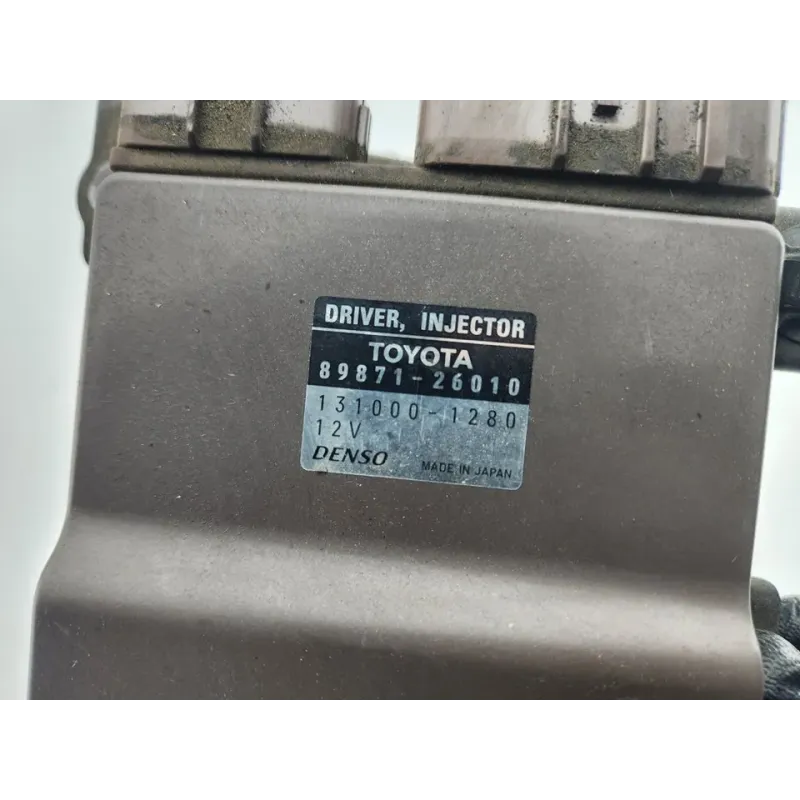 DRIVER, INJECTOR
TOYOTA
89871-26010
131000-1280
12V
DENSO MADE IN JAPAN